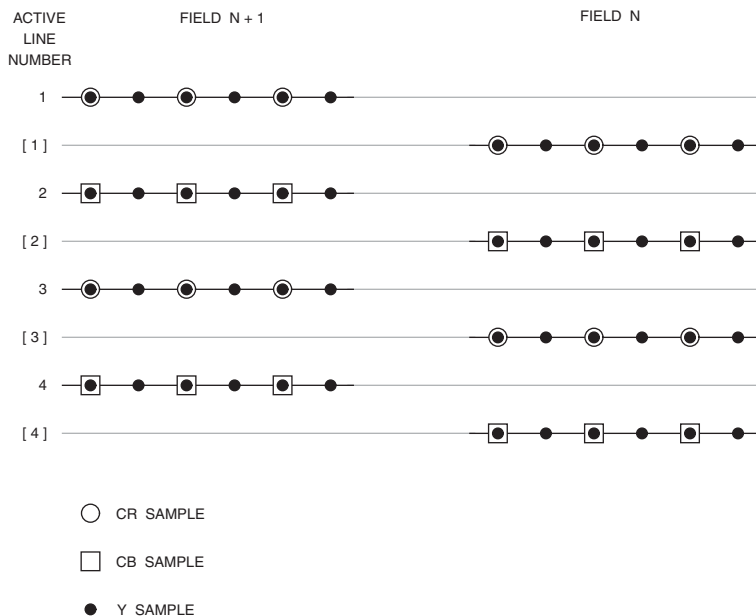 ACTIVE
LINE
NUMBER
FIELD N + 1
FIELD N
1
[ 1 ]
2
[ 2 ]
3
[ 3 ]
4
[ 4 ]
CR SAMPLE
CB SAMPLE
Y SAMPLE